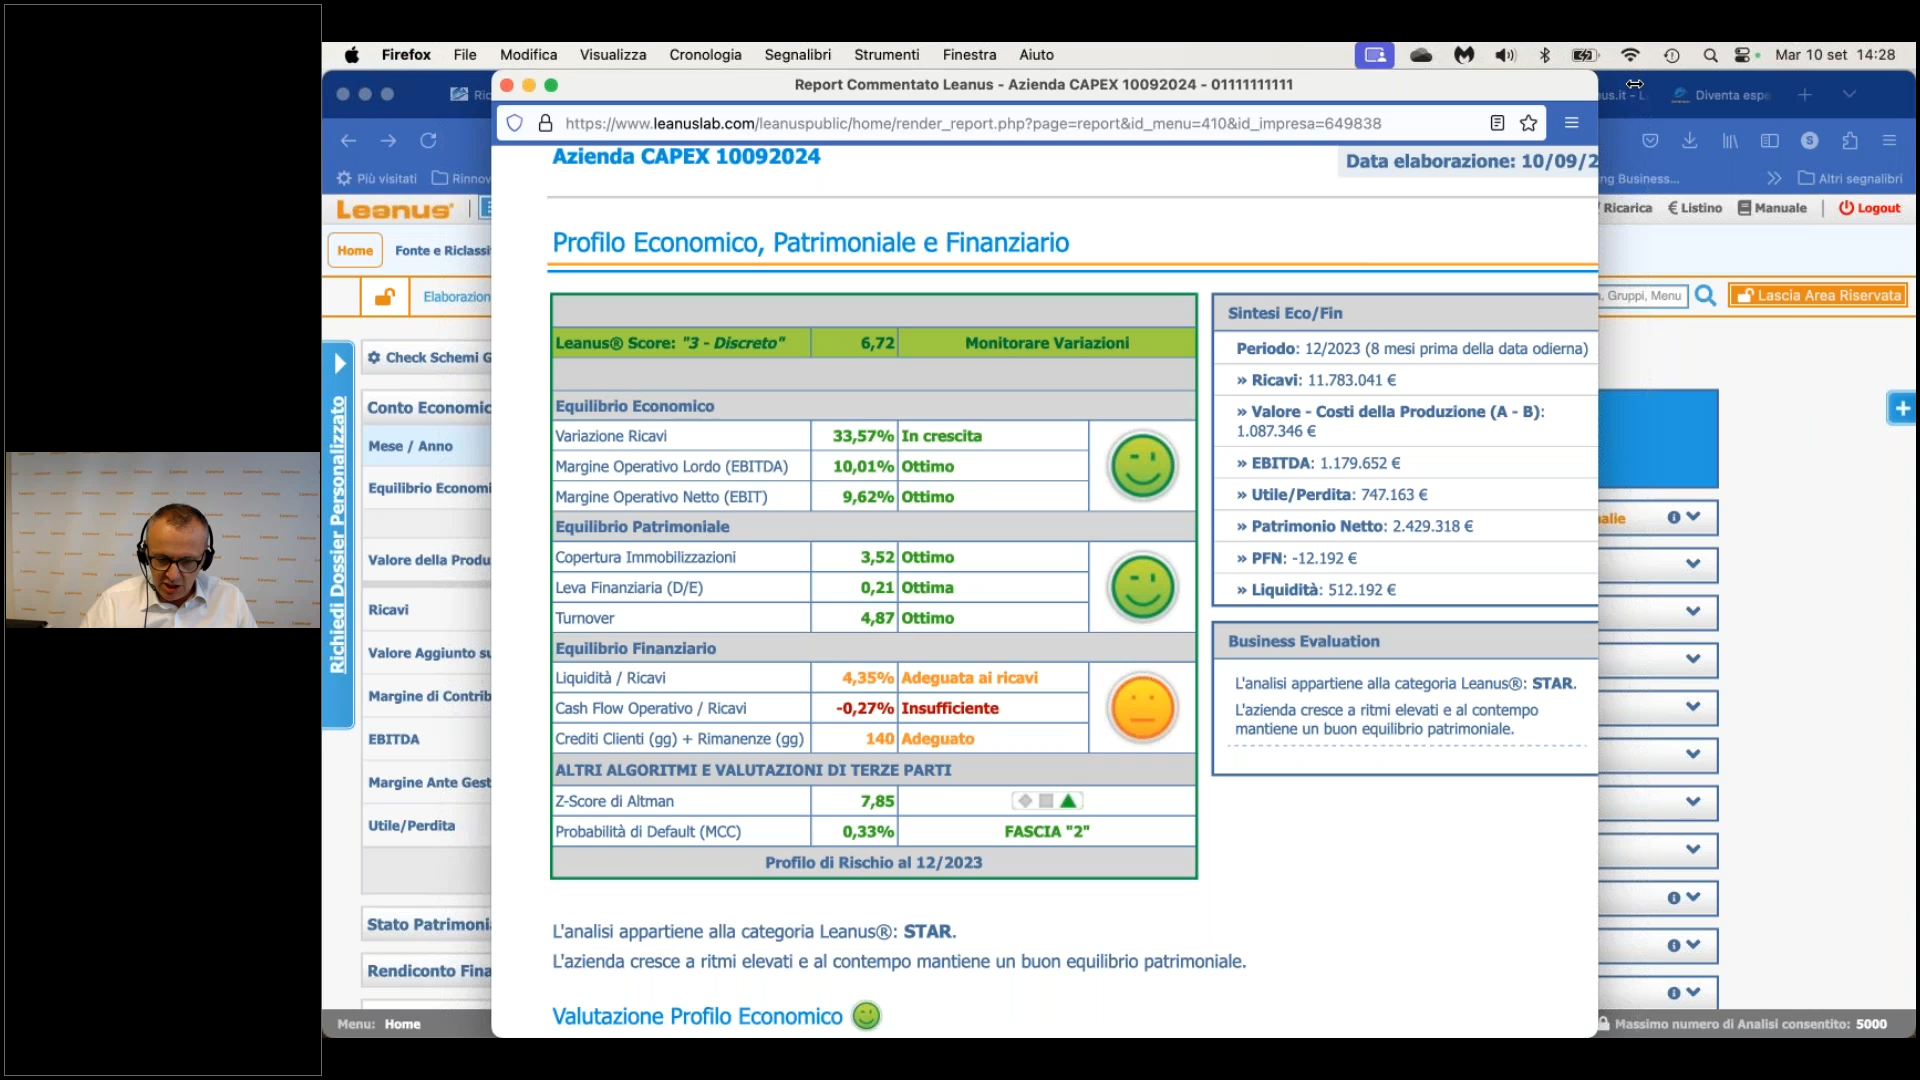 Firefox File Modifica Visualizza Cronologia Segnalibri Strumenti Finestra Aiuto Mar 10 set 14:28
Report Commentato Leanus - Azienda CAPEX 10092024 - 01111111111
https://www.leanuslab.com/leanuspublic/home/render_report.php?page=report&id_menu=410&id_impresa=649838
Diventa espe
Più visitati
Altri segnalibri
Leanus®
Ricarica € Listino Manuale | Logout
Home Fonte e Riclassi
Elaborazion
, Gruppi, Menu
Lascia Area Riservata
Richiedi Dossier Personalizzato
Check Schemi G
Conto Economic
Mese / Anno
Equilibrio Economi
Valore della Produ
Ricavi
Valore Aggiunto su
Margine di Contrib
EBITDA
Margine Ante Gest
Utile/Perdita
Stato Patrimoni
Rendiconto Fina
Azienda CAPEX 10092024
Data elaborazione: 10/09/2
Profilo Economico, Patrimoniale e Finanziario
Leanus® Score: "3 - Discreto" 6,72 Monitorare Variazioni
Equilibrio Economico
Variazione Ricavi 33,57% In crescita
Margine Operativo Lordo (EBITDA) 10,01% Ottimo
Margine Operativo Netto (EBIT) 9,62% Ottimo
Equilibrio Patrimoniale
Copertura Immobilizzazioni 3,52 Ottimo
Leva Finanziaria (D/E) 0,21 Ottima
Turnover 4,87 Ottimo
Equilibrio Finanziario
Liquidità / Ricavi 4,35% Adeguata ai ricavi
Cash Flow Operativo / Ricavi -0,27% Insufficiente
Crediti Clienti (gg) + Rimanenze (gg) 140 Adeguato
ALTRI ALGORITMI E VALUTAZIONI DI TERZE PARTI
Z-Score di Altman 7,85
Probabilità di Default (MCC) 0,33% FASCIA "2"
Profilo di Rischio al 12/2023
Sintesi Eco/Fin
Periodo: 12/2023 (8 mesi prima della data odierna)
» Ricavi: 11.783.041 €
» Valore - Costi della Produzione (A - B):
1.087.346 €
» EBITDA: 1.179.652 €
» Utile/Perdita: 747.163 €
» Patrimonio Netto: 2.429.318 €
» PFN: -12.192 €
» Liquidità: 512.192 €
Business Evaluation
L'analisi appartiene alla categoria Leanus®: STAR.
L'azienda cresce a ritmi elevati e al contempo
mantiene un buon equilibrio patrimoniale.
L'analisi appartiene alla categoria Leanus®: STAR.
L'azienda cresce a ritmi elevati e al contempo mantiene un buon equilibrio patrimoniale.
Valutazione Profilo Economico
Menu: Home
Massimo numero di Analisi consentito: 5000